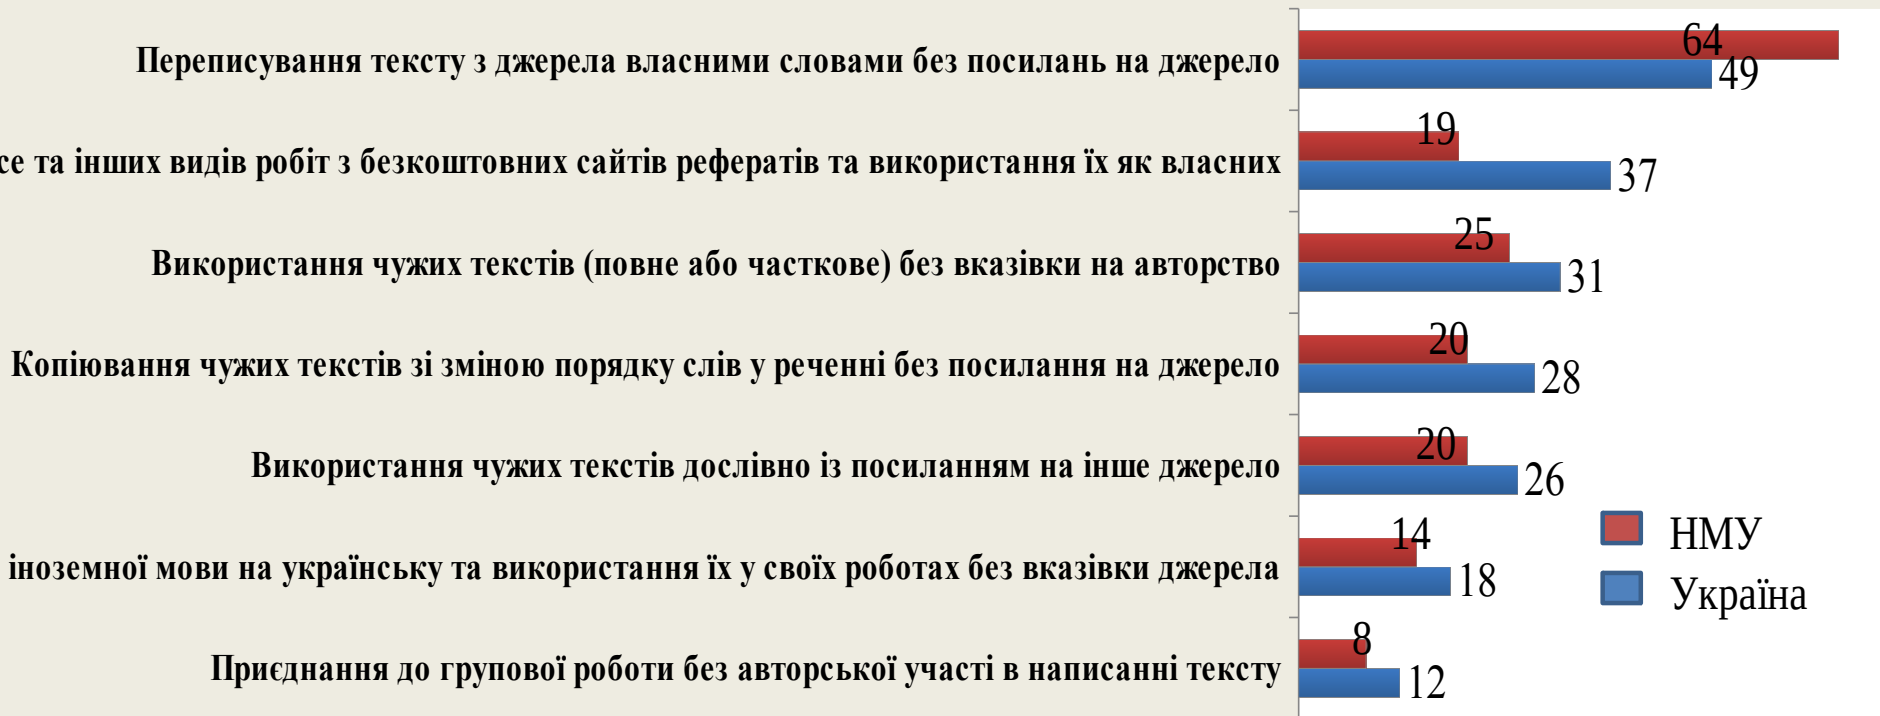 Переписування тексту з джерела власними словами без посилань на джерело
64
49
та інших видів робіт з безкоштовних сайтів рефератів та використання їх як власних
19
37
Використання чужих текстів (повне або часткове) без вказівки на авторство
25
31
Копіювання чужих текстів зі зміною порядку слів у реченні без посилання на джерело
20
28
Використання чужих текстів дослівно із посиланням на інше джерело
20
26
іноземної мови на українську та використання їх у своїх роботах без вказівки джерела
14
18
Приєднання до групової роботи без авторської участі в написанні тексту
8
12
НМУ
Україна